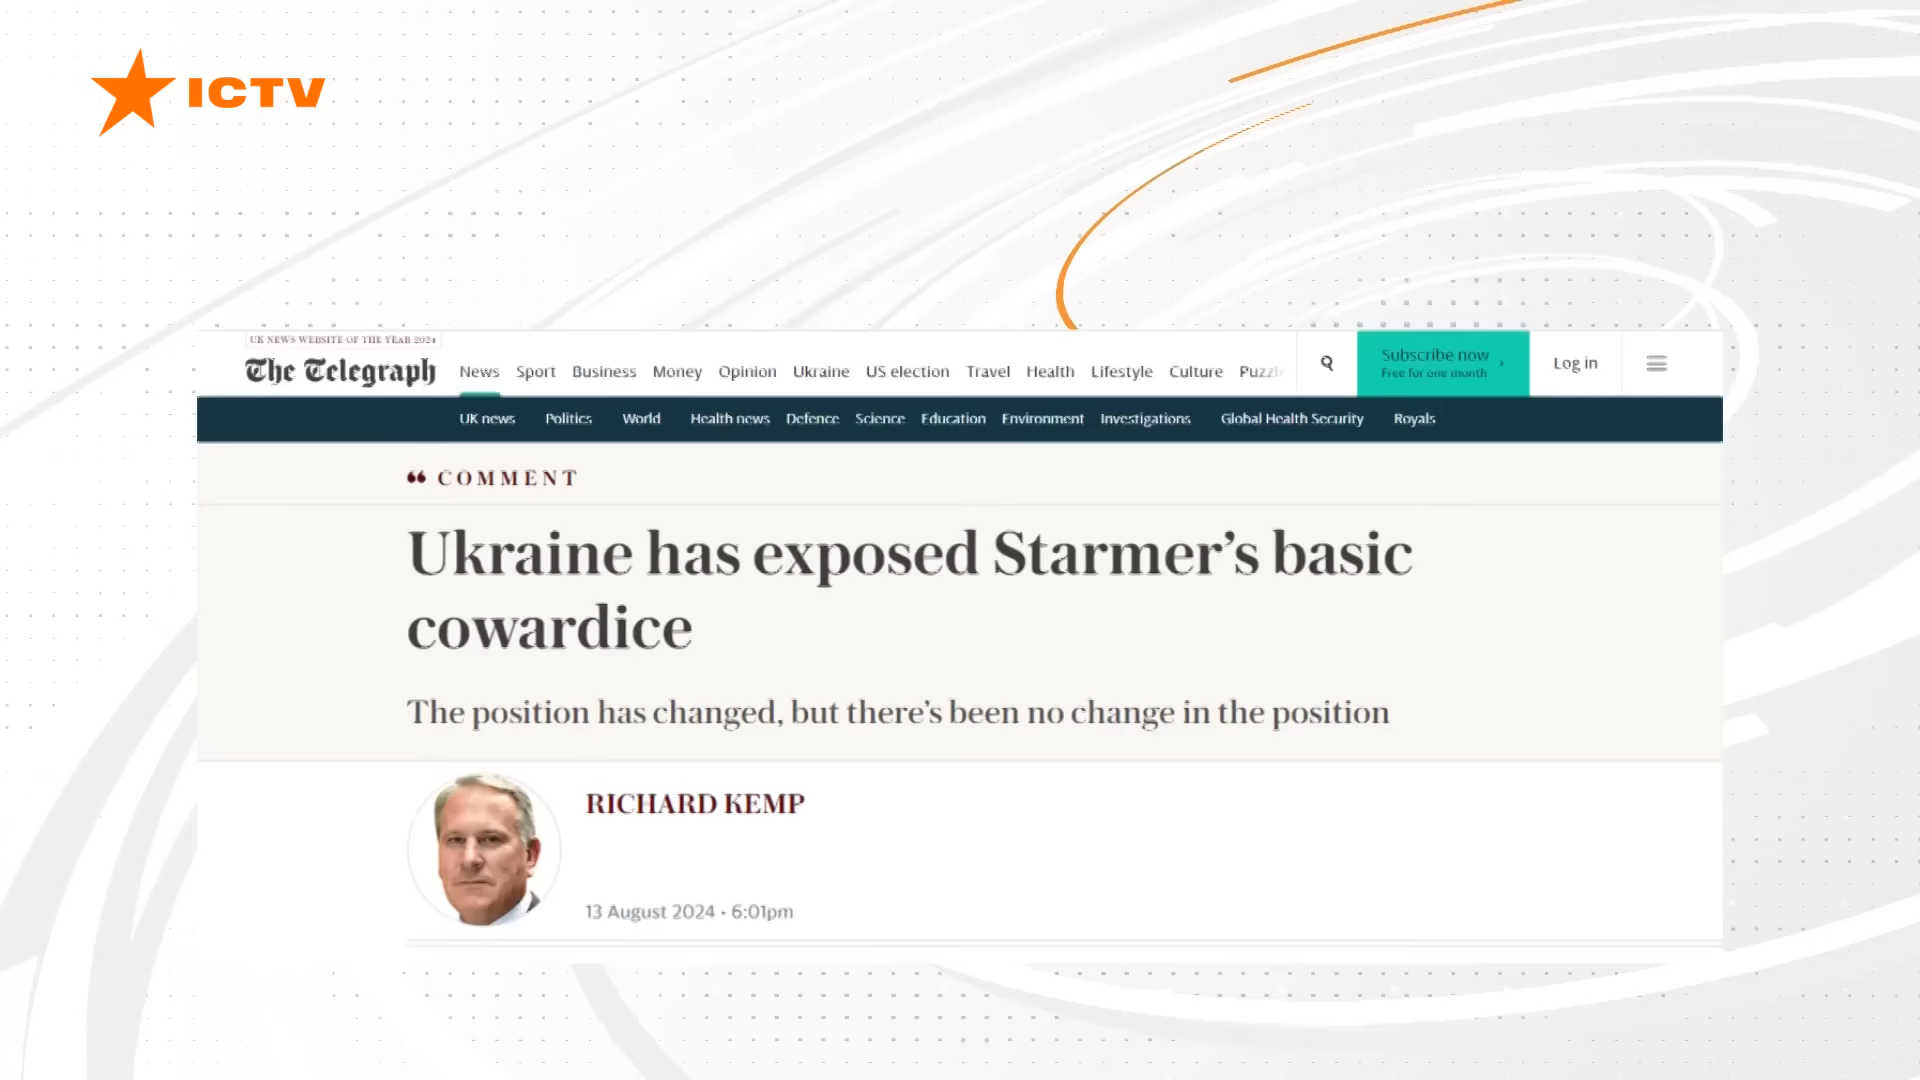 ICTV
UK NEWS WEBSITE OF THE YEAR 2024
The Telegraph
News Sport Business Money Opinion Ukraine US election Travel Health Lifestyle Culture Puzzl
Subscribe now
Free for one month
Log in
UK news Politics World Health news Defence Science Education Environment Investigations Global Health Security Royals
COMMENT
Ukraine has exposed Starmer’s basic
cowardice
The position has changed, but there’s been no change in the position
RICHARD KEMP
13 August 2024 • 6:01pm